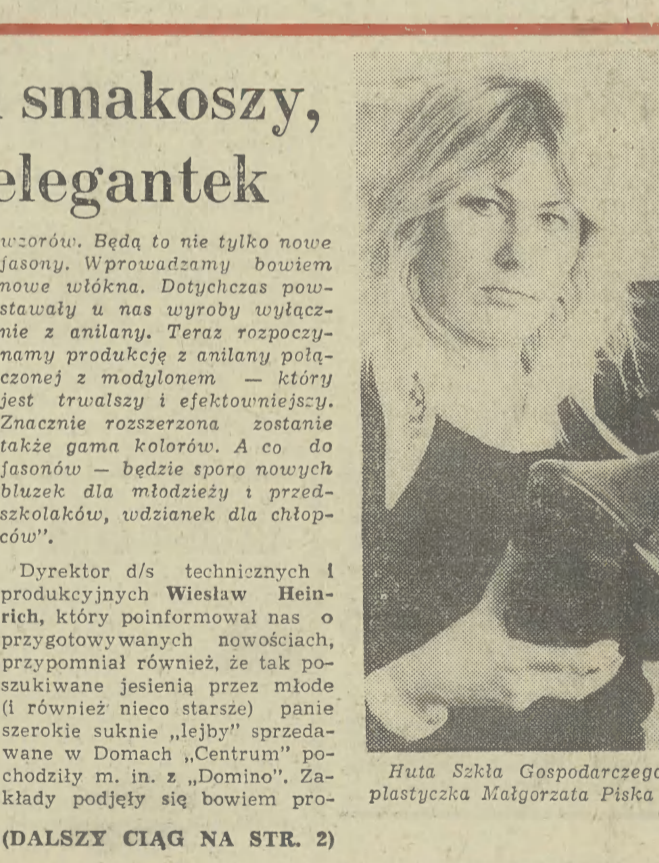 smakoszy,
elegantek
wzorów. Będą to nie tylko nowe
jasony. Wprowadzamy bowiem
nowe włókna. Dotychczas pow-
stawały u nas wyroby wyłącz-
nie z anilany. Teraz rozpoczy-
namy produkcję z anilany połą-
czonej z modylonem — który
jest trwalszy i efektowniejszy.
Znacznie rozszerzona zostanie
także gama kolorów. A co do
jasonów — będzie sporo nowych
bluzek dla młodzieży i przed-
szkolaków, wdzianek dla chłop-
ców”.
Dyrektor d/s technicznych i
produkcyjnych Wiesław Hein-
rich, który poinformował nas o
przygotowywanych nowościach,
przypomniał również, że tak po-
szukiwane jesienią przez młode
(i również nieco starsze) panie
szerokie suknie „lejby” sprzeda-
wane w Domach „Centrum” po-
chodziły m. in. z „Domino”. Za-
kłady podjęły się bowiem pro-
(DALSZY CIĄG NA STR. 2)
Huta Szkła Gospodarczego
plastyczka Małgorzata Piska